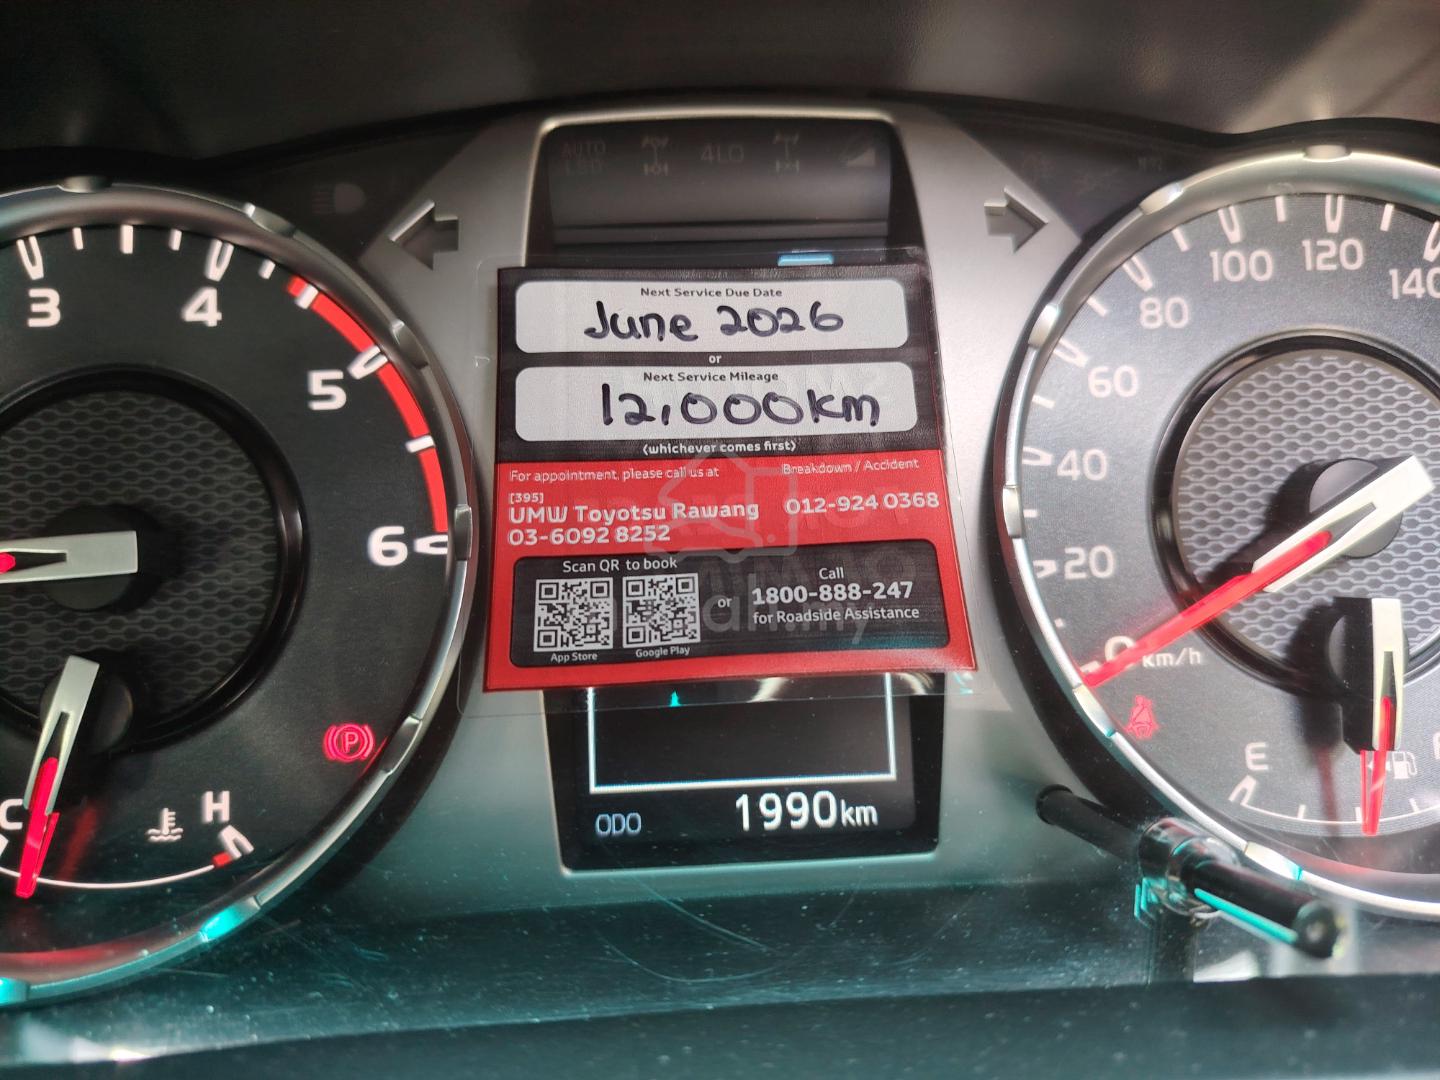 AUTO
LSD
4LO
3
4
5
6
C
H
P
Next Service Due Date
June 2026
or
Next Service Mileage
12,000km
(whichever comes first)
For appointment, please call us at
Breakdown / Accident
[395]
UMW Toyotsu Rawang
012-924 0368
03-6092 8252
Scan QR to book
App Store
Google Play
or
Call
1800-888-247
for Roadside Assistance
ODO
1990km
0
20
40
60
80
100
120
140
km/h
E